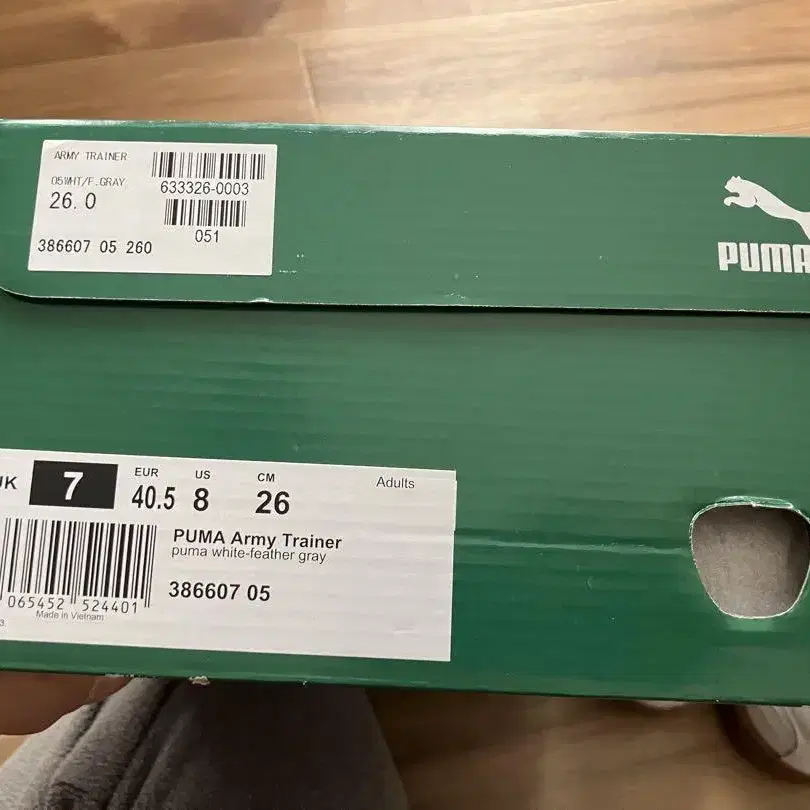 ARMY TRAINER
05WHT/F.GRAY
633326-0003
26.0
051
386607 05 260
PUMA
UK 7
EUR 40.5
US 8
CM 26
Adults
PUMA Army Trainer
puma white-feather gray
386607 05
065452 524401
Made in Vietnam